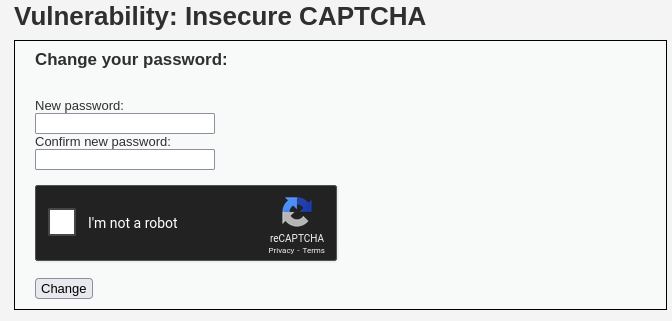 Vulnerability: Insecure CAPTCHA
Change your password:
New password:
Confirm new password:
I'm not a robot
reCAPTCHA
Privacy - Terms
Change